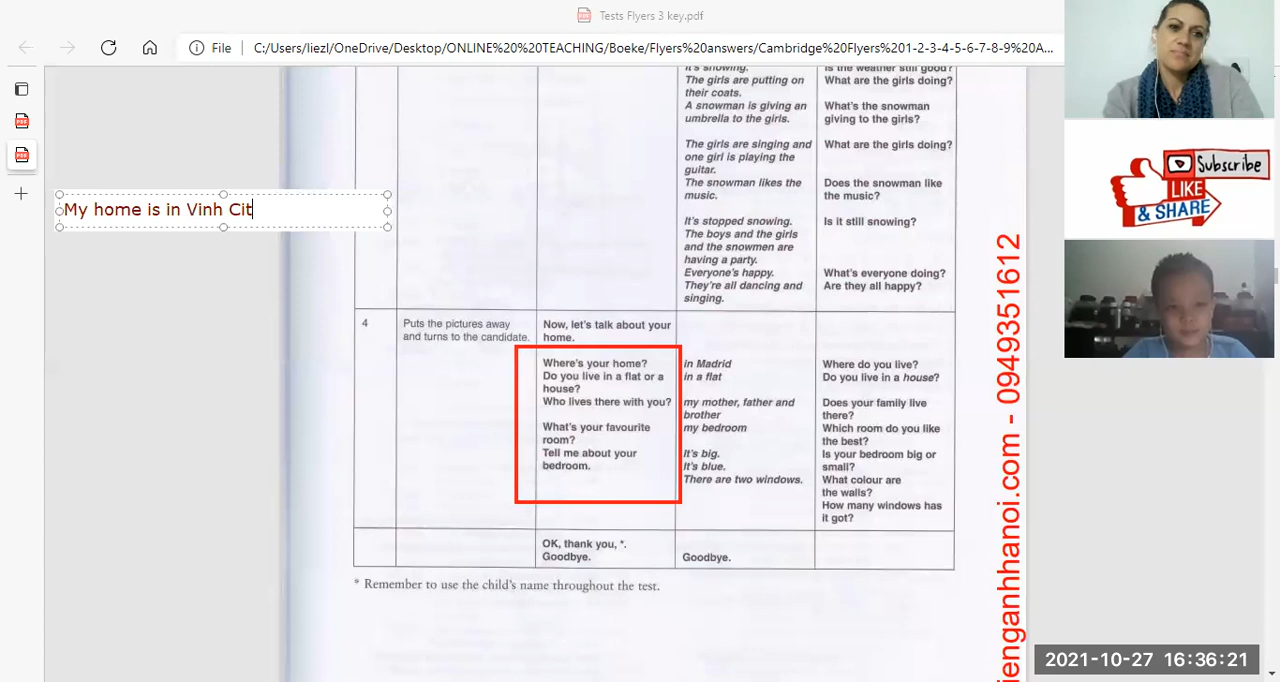 Tests Flyers 3 key.pdf
File
C:/Users/liezl/OneDrive/Desktop/ONLINE%20%20TEACHING/Boeke/Flyers%20answers/Cambridge%20Flyers%201-2-3-4-5-6-7-8-9%20A...
My home is in Vinh Cit
It's snowing.
The girls are putting on
their coats.
A snowman is giving an
umbrella to the girls.
The girls are singing and
one girl is playing the
guitar.
The snowman likes the
music.
It's stopped snowing.
The boys and the girls
and the snowmen are
having a party.
Everyone's happy.
They're all dancing and
singing.
Is the weather still good?
What are the girls doing?
What's the snowman
giving to the girls?
What are the girls doing?
Does the snowman like
the music?
Is it still snowing?
What's everyone doing?
Are they all happy?
4
Puts the pictures away
and turns to the candidate.
Now, let's talk about your
home.
Where's your home?
Do you live in a flat or a
house?
Who lives there with you?
What's your favourite
room?
Tell me about your
bedroom.
in Madrid
in a flat
my mother, father and
brother
my bedroom
It's big.
It's blue.
There are two windows.
Where do you live?
Do you live in a house?
Does your family live
there?
Which room do you like
the best?
Is your bedroom big or
small?
What colour are
the walls?
How many windows has
it got?
OK, thank you, *.
Goodbye.
Goodbye.
* Remember to use the child's name throughout the test.
ienganhhanoi.com - 0949351612
Subscribe
LIKE
& SHARE
2021-10-27 16:36:21